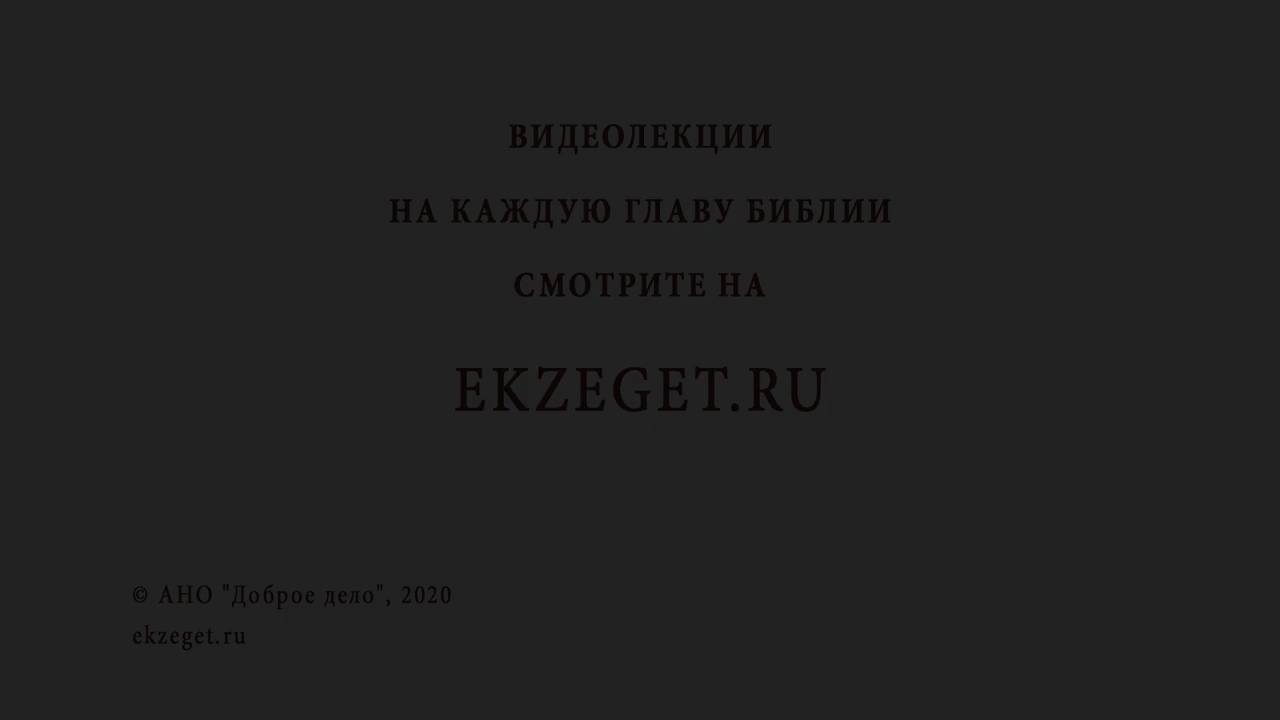 ВИДЕОЛЕКЦИИ
НА КАЖДУЮ ГЛАВУ БИБЛИИ
СМОТРИТЕ НА
EKZEGET.RU
© АНО "Доброе дело", 2020
ekzeget.ru